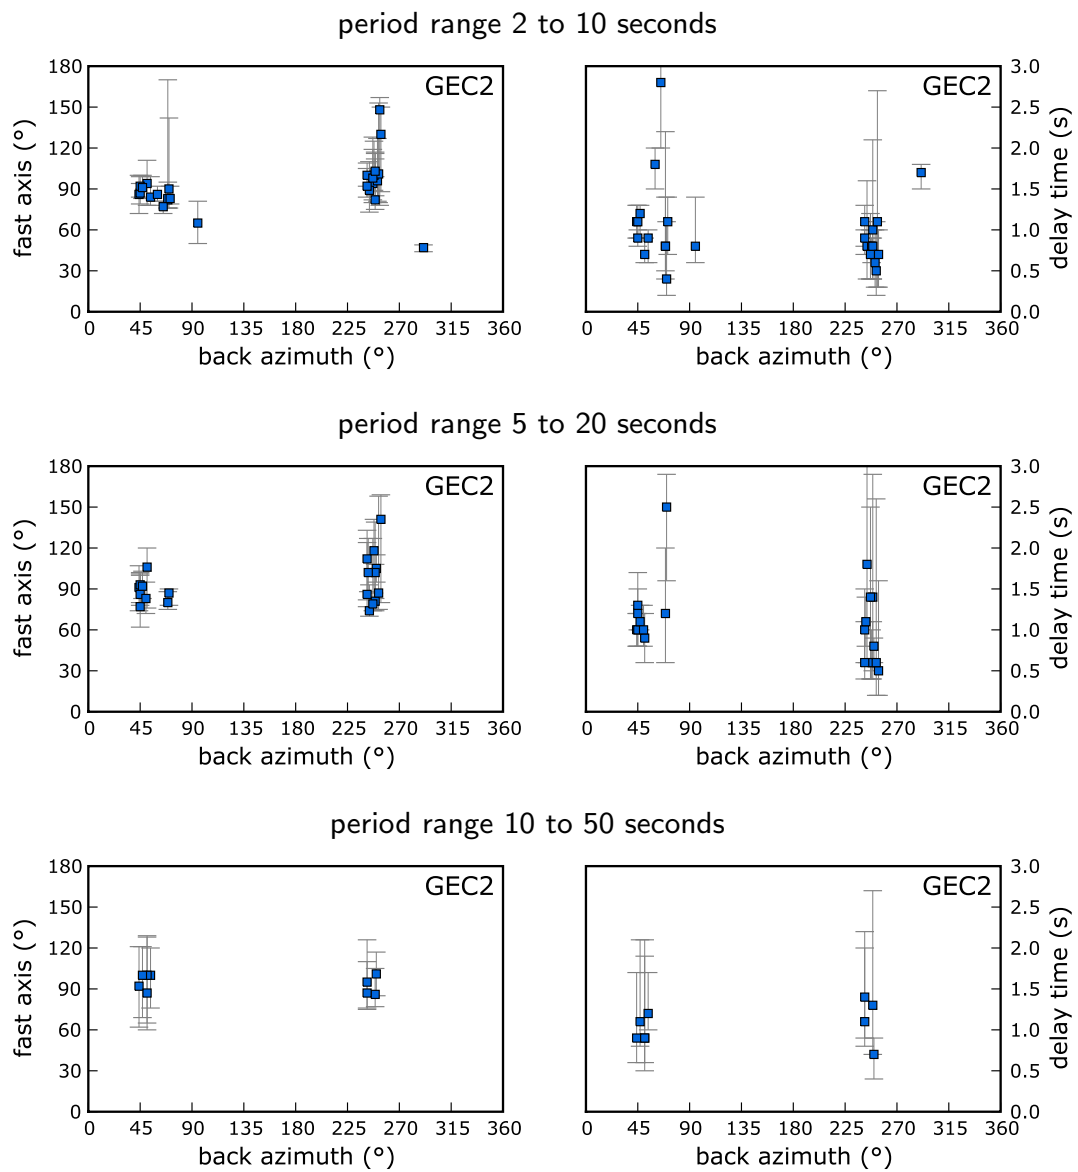 period range 2 to 10 seconds
180
150
120
90
60
30
0
fast axis (°)
GEC2
0 45 90 135 180 225 270 315 360
back azimuth (°)
GEC2
3.0
2.5
2.0
1.5
1.0
0.5
0.0
delay time (s)
0 45 90 135 180 225 270 315 360
back azimuth (°)
period range 5 to 20 seconds
180
150
120
90
60
30
0
fast axis (°)
GEC2
0 45 90 135 180 225 270 315 360
back azimuth (°)
GEC2
3.0
2.5
2.0
1.5
1.0
0.5
0.0
delay time (s)
0 45 90 135 180 225 270 315 360
back azimuth (°)
period range 10 to 50 seconds
180
150
120
90
60
30
0
fast axis (°)
GEC2
0 45 90 135 180 225 270 315 360
back azimuth (°)
GEC2
3.0
2.5
2.0
1.5
1.0
0.5
0.0
delay time (s)
0 45 90 135 180 225 270 315 360
back azimuth (°)